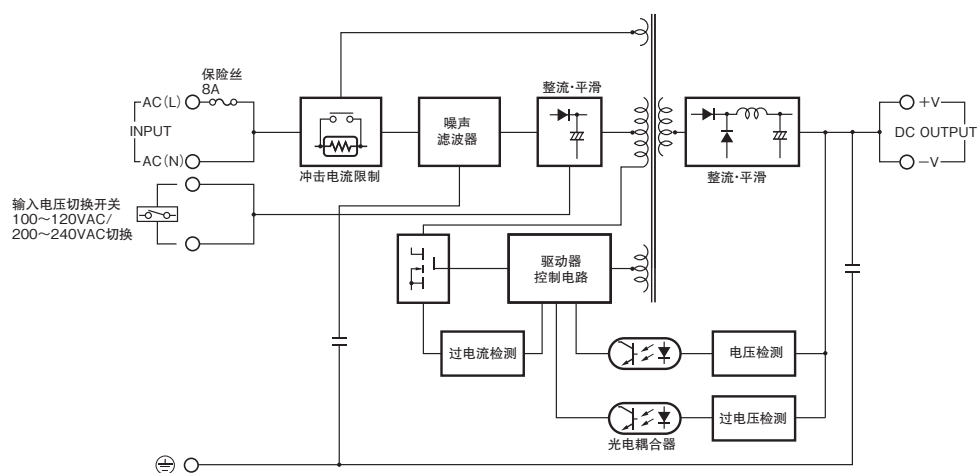 保险丝
8A
AC(L)
INPUT
AC(N)
输入电压切换开关
100～120VAC/
200～240VAC切换
冲击电流限制
噪声
滤波器
整流·平滑
整流·平滑
+V
DC OUTPUT
−V
驱动器
控制电路
过电流检测
电压检测
过电压检测
光电耦合器